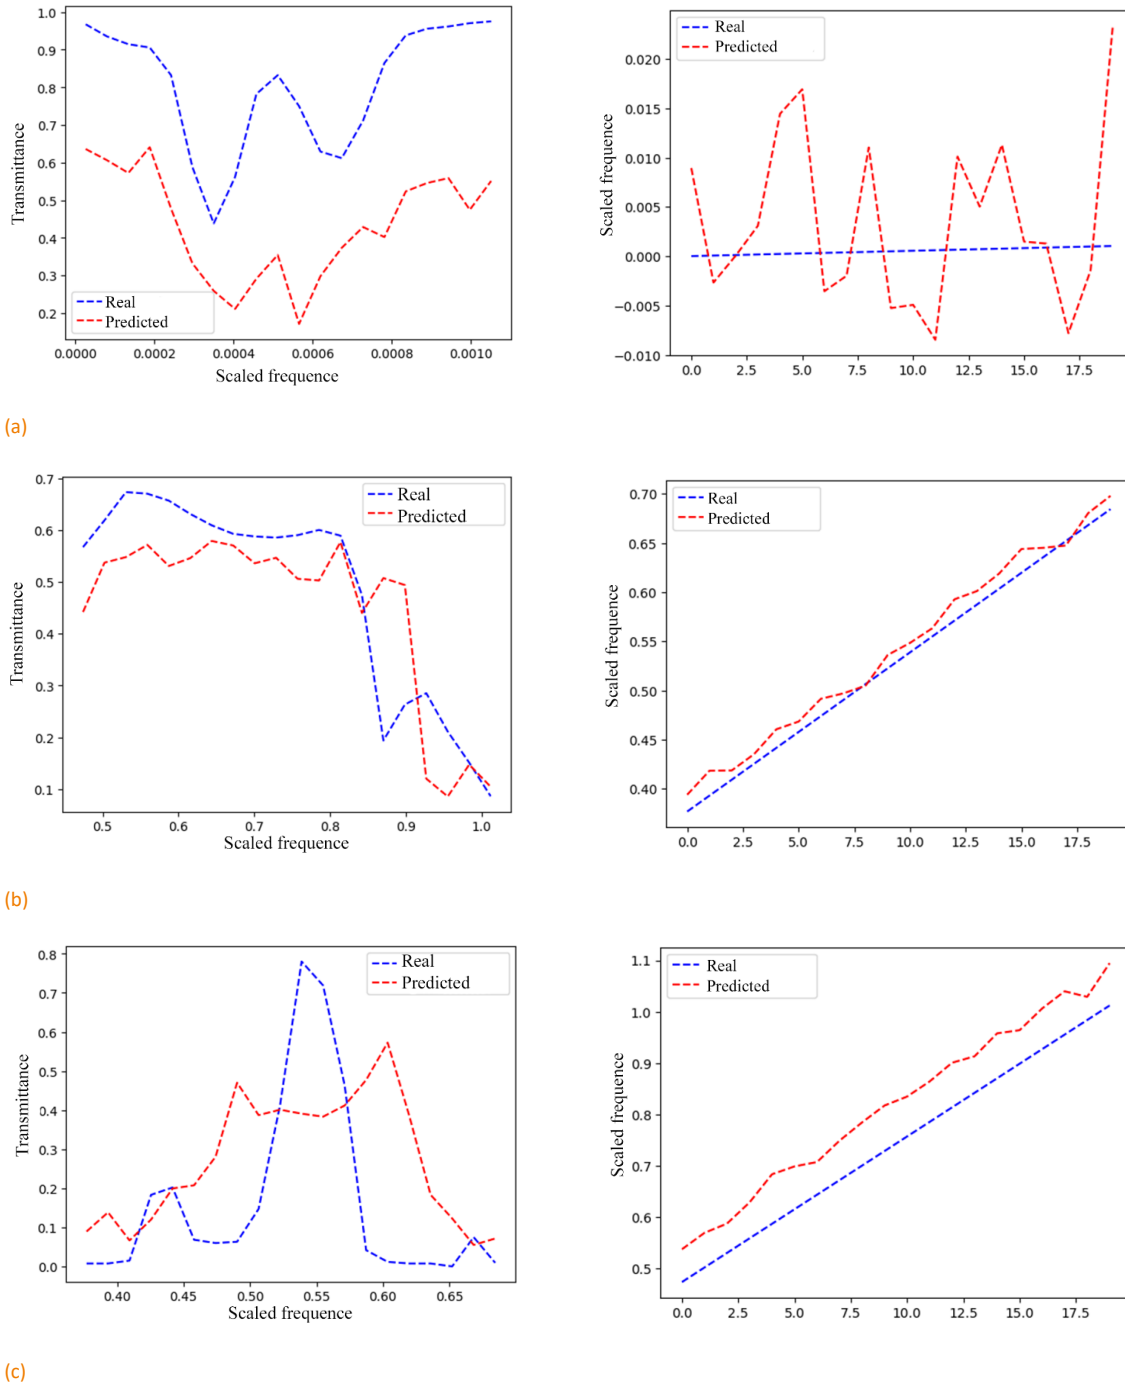 1.0
0.9
0.8
0.7
0.6
0.5
0.4
0.3
0.2
Transmittance
Real
Predicted
0.0000 0.0002 0.0004 0.0006 0.0008 0.0010
Scaled frequence
Real
Predicted
0.020
0.015
0.010
0.005
0.000
−0.005
−0.010
Scaled frequence
0.0 2.5 5.0 7.5 10.0 12.5 15.0 17.5
(a)
0.7
0.6
0.5
0.4
0.3
0.2
0.1
Transmittance
Real
Predicted
0.5 0.6 0.7 0.8 0.9 1.0
Scaled frequence
Real
Predicted
0.70
0.65
0.60
0.55
0.50
0.45
0.40
Scaled frequence
0.0 2.5 5.0 7.5 10.0 12.5 15.0 17.5
(b)
0.8
0.7
0.6
0.5
0.4
0.3
0.2
0.1
0.0
Transmittance
Real
Predicted
0.40 0.45 0.50 0.55 0.60 0.65
Scaled frequence
Real
Predicted
1.1
1.0
0.9
0.8
0.7
0.6
0.5
Scaled frequence
0.0 2.5 5.0 7.5 10.0 12.5 15.0 17.5
(c)